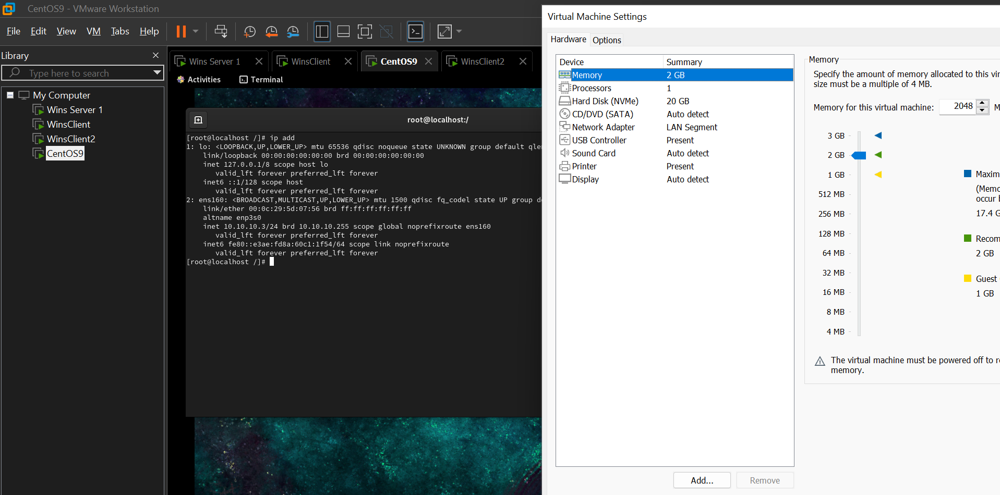 CentOS9 - VMware Workstation
File Edit View VM Tabs Help
Library
Type here to search
My Computer
Wins Server 1
WinsClient
WinsClient2
CentOS9
Wins Server 1 WinsClient CentOS9 WinsClient2
Activities Terminal
root@localhost:/
[root@localhost /]# ip add
1: lo: <LOOPBACK,UP,LOWER_UP> mtu 65536 qdisc noqueue state UNKNOWN group default
link/loopback 00:00:00:00:00:00 brd 00:00:00:00:00:00
inet 127.0.0.1/8 scope host lo
valid_lft forever preferred_lft forever
inet6 ::1/128 scope host
valid_lft forever preferred_lft forever
2: ens160: <BROADCAST,MULTICAST,UP,LOWER_UP> mtu 1500 qdisc fq_codel state UP group
link/ether 00:0c:29:5d:07:56 brd ff:ff:ff:ff:ff:ff
altname enp3s0
inet 10.10.10.3/24 brd 10.10.10.255 scope global noprefixroute ens160
valid_lft forever preferred_lft forever
inet6 fe80::e3ae:fd8a:60c1:1f54/64 scope link noprefixroute
valid_lft forever preferred_lft forever
[root@localhost /]#
Virtual Machine Settings
Hardware Options
Device Summary
Memory 2 GB
Processors 1
Hard Disk (NVMe) 20 GB
CD/DVD (SATA) Auto detect
Network Adapter LAN Segment
USB Controller Present
Sound Card Auto detect
Printer Present
Display Auto detect
Add... Remove
Memory
Specify the amount of memory allocated to this
size must be a multiple of 4 MB.
Memory for this virtual machine: 2048 M
3 GB
2 GB
1 GB
512 MB
256 MB
128 MB
64 MB
32 MB
16 MB
8 MB
4 MB
Maxim
(Memo
occur
17.4 G
Recom
2 GB
Guest
1 GB
The virtual machine must be powered off to
memory.